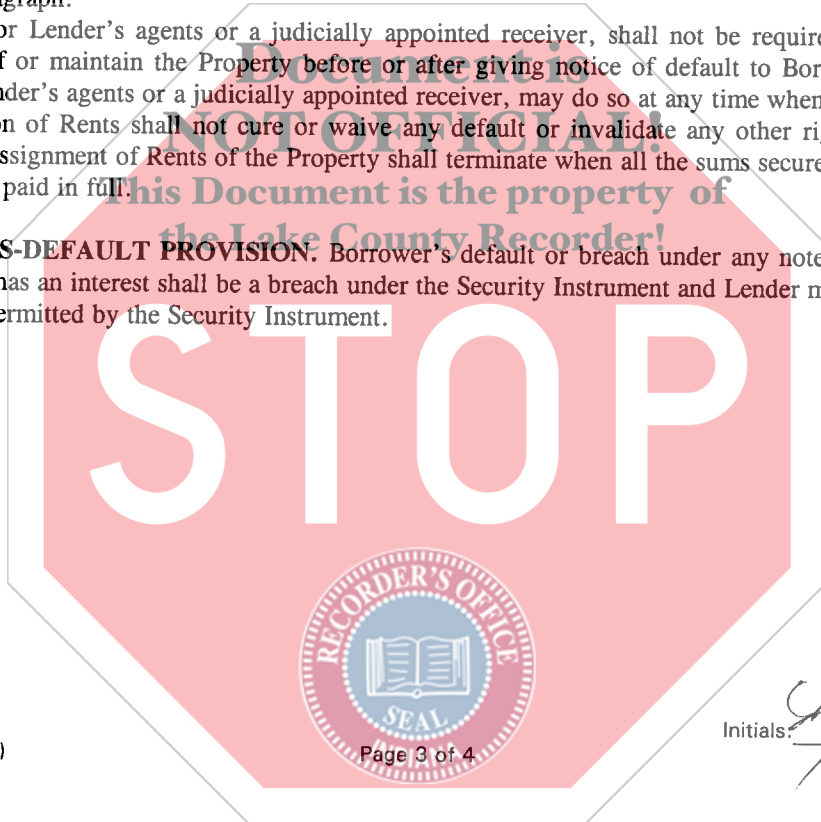 agraph.
or Lender's agents or a judicially appointed receiver, shall not be require
f or maintain the Property before or after giving notice of default to Bor
nder's agents or a judicially appointed receiver, may do so at any time when
on of Rents shall not cure or waive any default or invalidate any other ri
ssignment of Rents of the Property shall terminate when all the sums secure
paid in full.
Document is
NOT OFFICIAL!
This Document is the property of
the Lake County Recorder!
S-DEFAULT PROVISION. Borrower's default or breach under any note
has an interest shall be a breach under the Security Instrument and Lender m
ermitted by the Security Instrument.
STOP
RECORDER'S OFFICE
SEAL
INDIANA
Initials:
)
Page 3 of 4